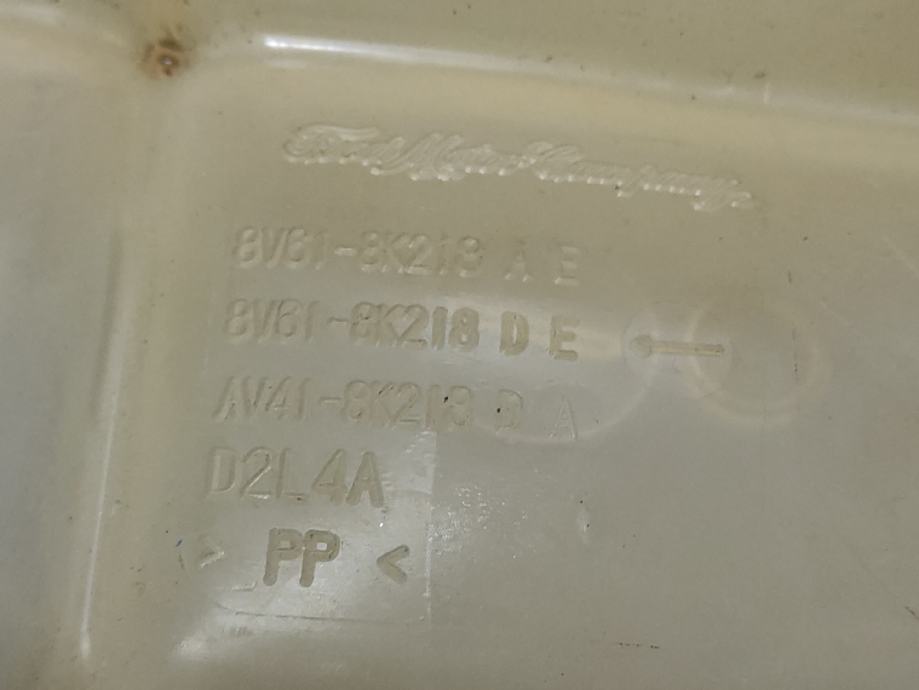 Ford Motor Company
8V61-8K218 A E
8V61-8K218 D E
AV41-8K218 D A
D2L4A
> PP <